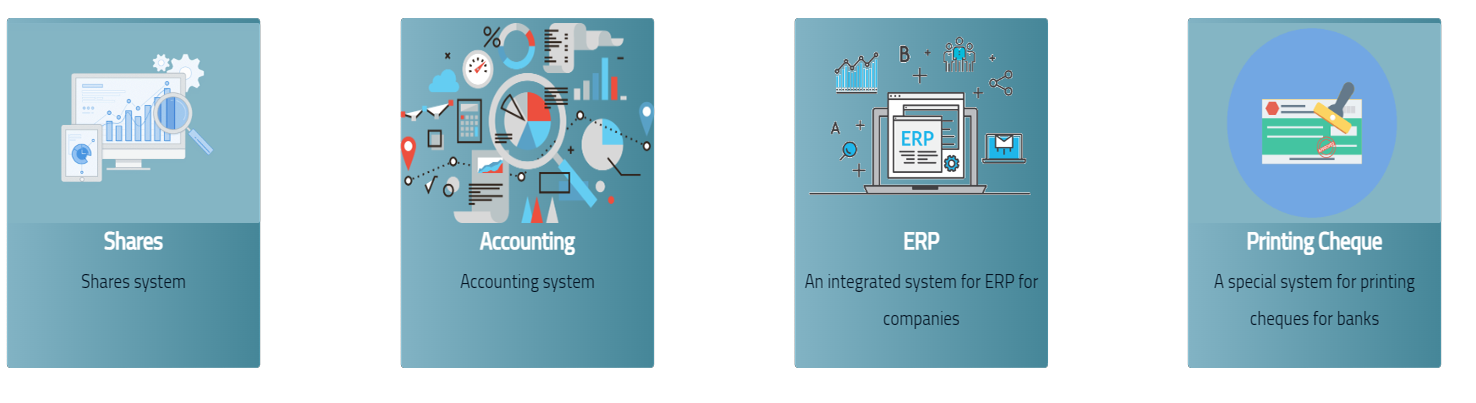 %
B
A
ERP
Shares
Shares system
Accounting
Accounting system
ERP
An integrated system for ERP for
companies
Printing Cheque
A special system for printing
cheques for banks